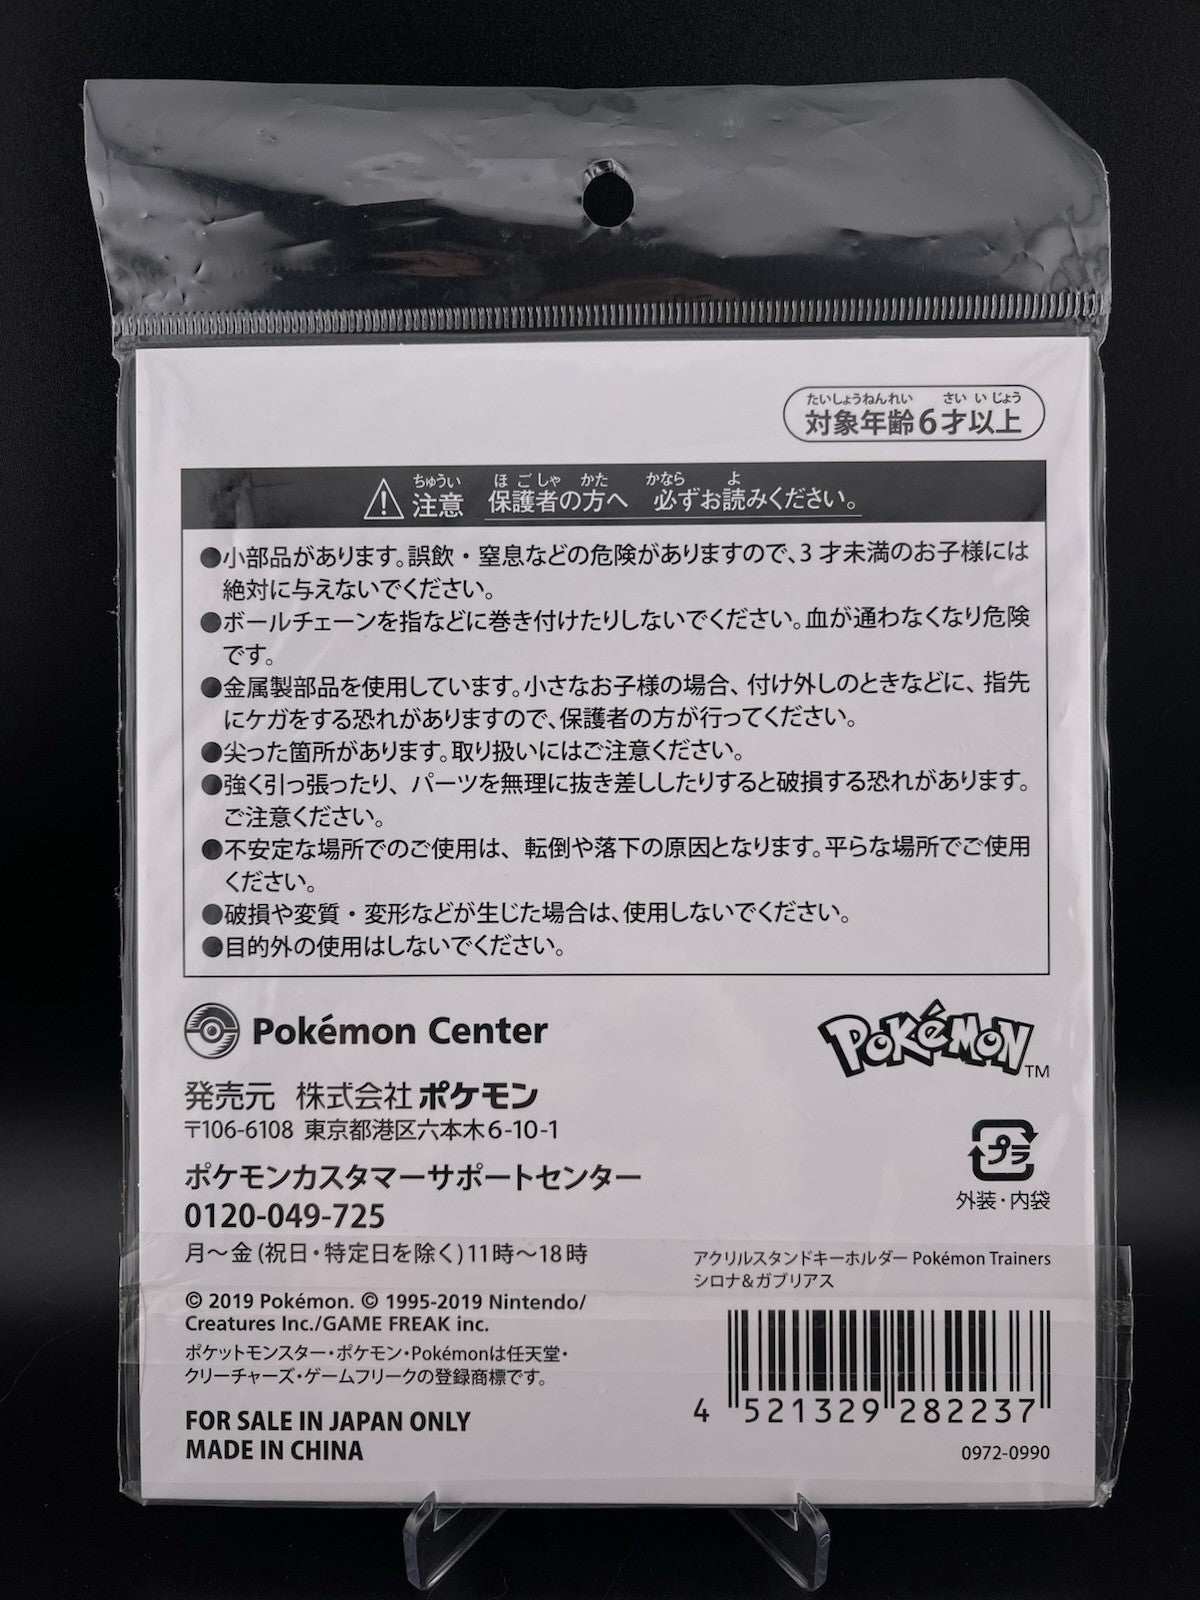 たいしょうねんれい さい いじょう
対象年齢6才以上
ちゅうい ほごしゃ かた かなら よ
注意 保護者の方へ 必ずお読みください。
●小部品があります。誤飲・窒息などの危険がありますので、3才未満のお子様には
絶対に与えないでください。
●ボールチェーンを指などに巻き付けたりしないでください。血が通わなくなり危険
です。
●金属製部品を使用しています。小さなお子様の場合、付け外しのときなどに、指先
にケガをする恐れがありますので、保護者の方が行ってください。
●尖った箇所があります。取り扱いにはご注意ください。
●強く引っ張ったり、パーツを無理に抜き差ししたりすると破損する恐れがあります。
ご注意ください。
●不安定な場所でのご使用は、転倒や落下の原因となります。平らな場所でご使用
ください。
●破損や変質・変形などが生じた場合は、使用しないでください。
●目的外の使用はしないでください。
Pokémon Center
POKéMON TM
発売元 株式会社ポケモン
〒106-6108 東京都港区六本木6-10-1
プラ
外装・内袋
ポケモンカスタマーサポートセンター
0120-049-725
月～金(祝日・特定日を除く)11時～18時
アクリルスタンドキーホルダー Pokémon Trainers
シロナ&ガブリアス
© 2019 Pokémon. © 1995-2019 Nintendo/
Creatures Inc./GAME FREAK inc.
ポケットモンスター・ポケモン・Pokémonは任天堂・
クリーチャーズ・ゲームフリークの登録商標です。
4 521329 282237
FOR SALE IN JAPAN ONLY
MADE IN CHINA
0972-0990